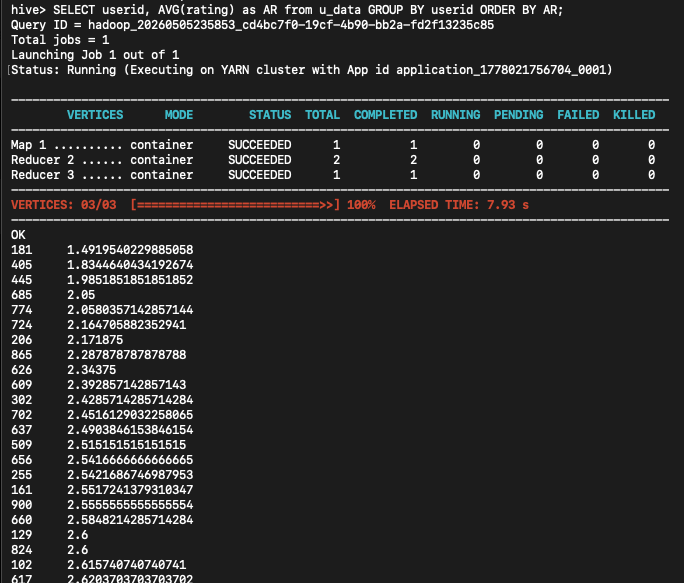 hive> SELECT userid, AVG(rating) as AR from u_data GROUP BY userid ORDER BY AR;
Query ID = hadoop_20260505235853_cd4bc7f0-19cf-4b90-bb2a-fd2f13235c85
Total jobs = 1
Launching Job 1 out of 1
Status: Running (Executing on YARN cluster with App id application_1778021756704_0001)
----------------------------------------------------------------------------------------------
VERTICES MODE STATUS TOTAL COMPLETED RUNNING PENDING FAILED KILLED
----------------------------------------------------------------------------------------------
Map 1 .......... container SUCCEEDED 1 1 0 0 0 0
Reducer 2 ...... container SUCCEEDED 2 2 0 0 0 0
Reducer 3 ...... container SUCCEEDED 1 1 0 0 0 0
----------------------------------------------------------------------------------------------
VERTICES: 03/03 [==========================>>] 100% ELAPSED TIME: 7.93 s
----------------------------------------------------------------------------------------------
OK
181 1.4919540229885058
405 1.8344640434192674
445 1.9851851851851852
685 2.05
774 2.0580357142857144
724 2.164705882352941
206 2.171875
865 2.287878787878788
626 2.34375
609 2.392857142857143
302 2.4285714285714284
702 2.4516129032258065
637 2.4903846153846154
509 2.515151515151515
656 2.5416666666666665
255 2.5421686746987953
161 2.5517241379310347
900 2.5555555555555554
660 2.5848214285714284
129 2.6
824 2.6
102 2.615740740740741
617 2.6203703703703702